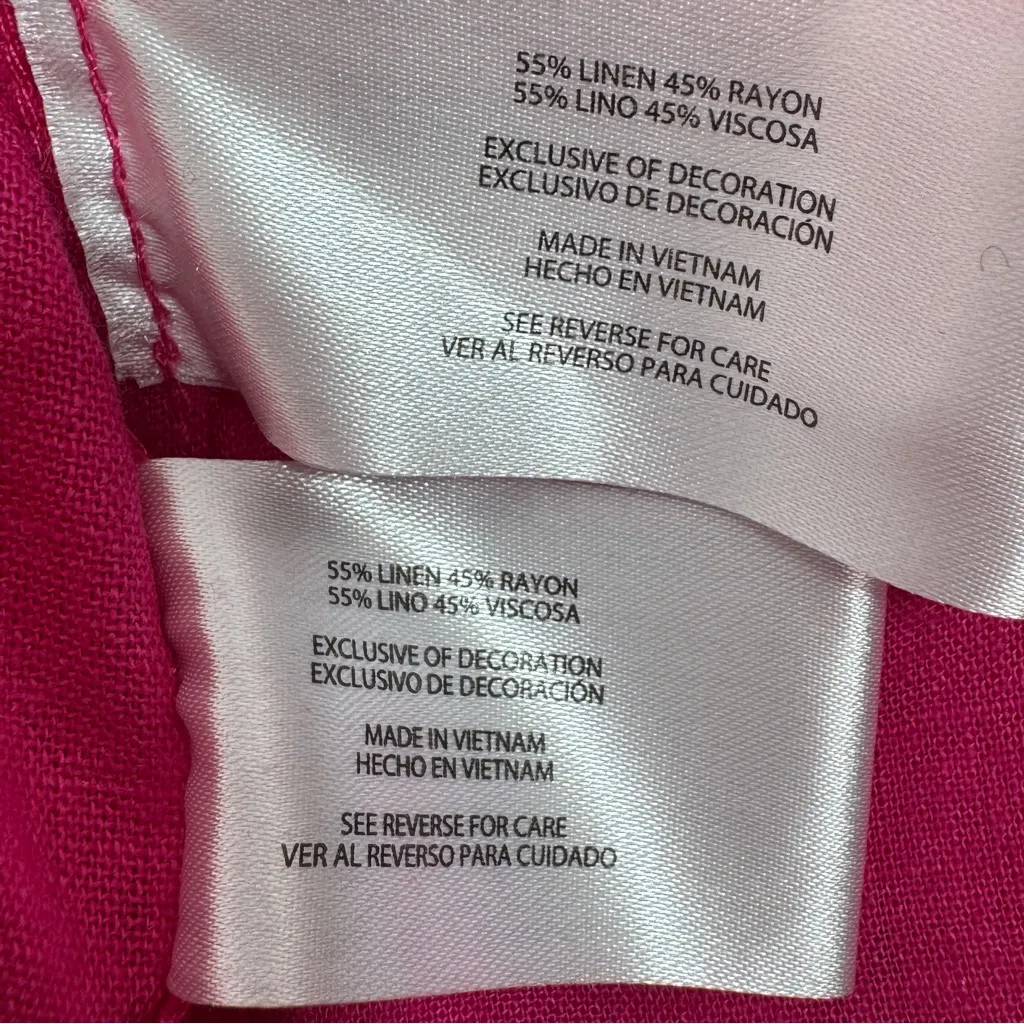 55% LINEN 45% RAYON
55% LINO 45% VISCOSA
EXCLUSIVE OF DECORATION
EXCLUSIVO DE DECORACIÓN
MADE IN VIETNAM
HECHO EN VIETNAM
SEE REVERSE FOR CARE
VER AL REVERSO PARA CUIDADO
55% LINEN 45% RAYON
55% LINO 45% VISCOSA
EXCLUSIVE OF DECORATION
EXCLUSIVO DE DECORACIÓN
MADE IN VIETNAM
HECHO EN VIETNAM
SEE REVERSE FOR CARE
VER AL REVERSO PARA CUIDADO